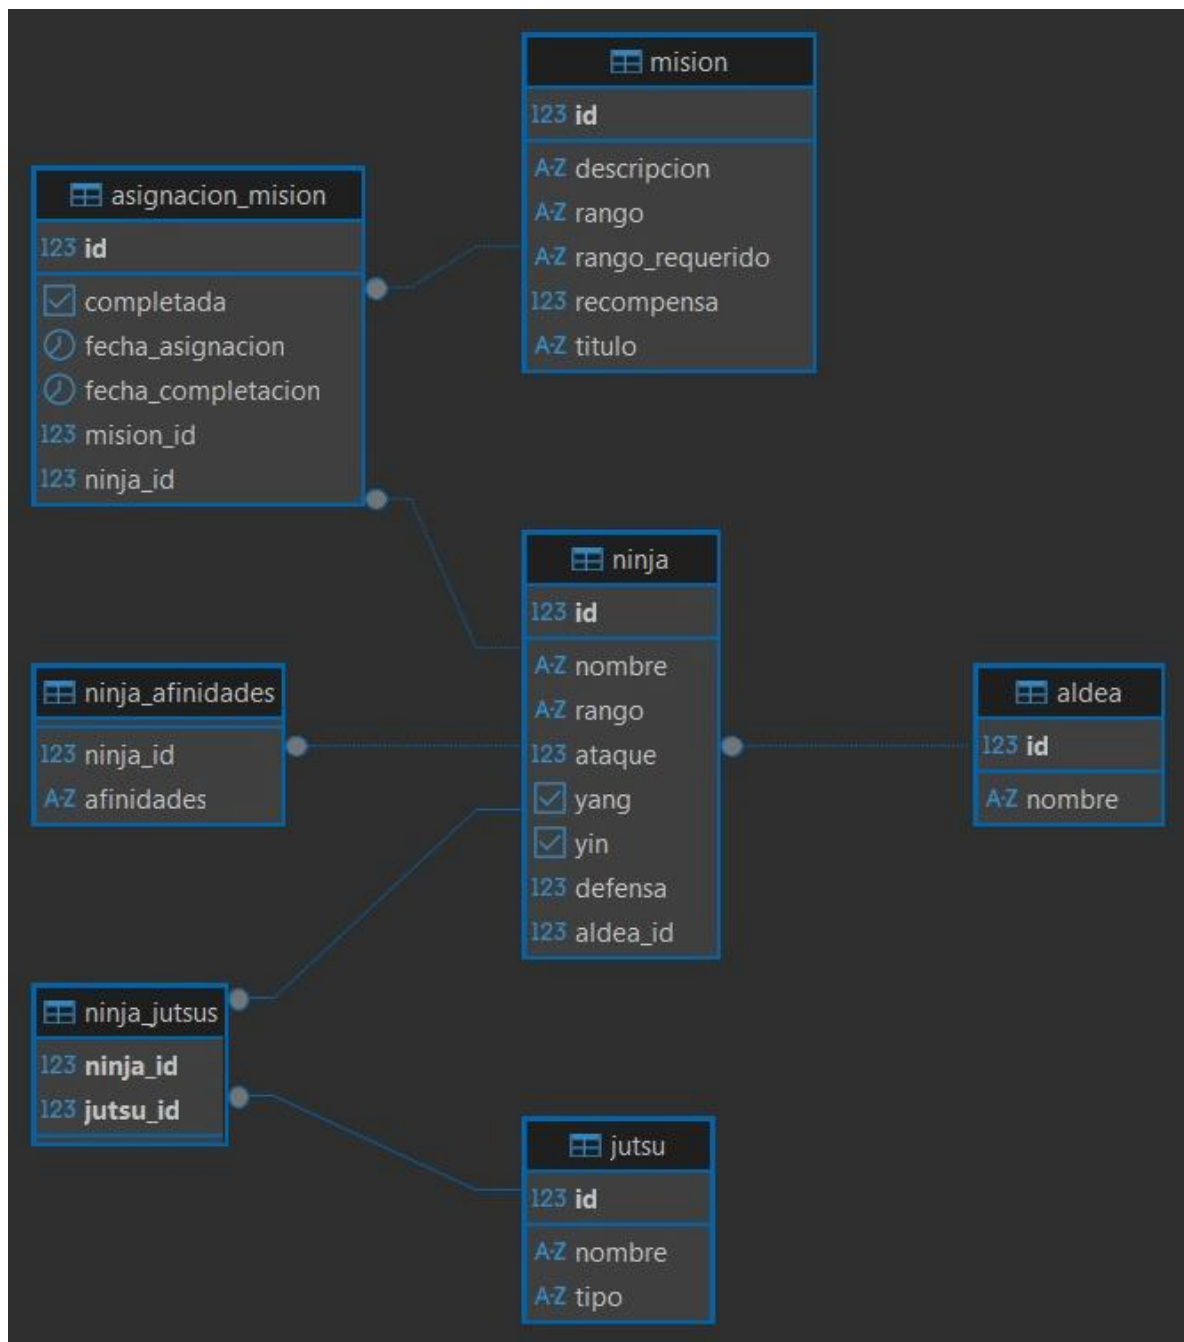 mision
123 id
A-Z descripcion
A-Z rango
A-Z rango_requerido
123 recompensa
A-Z titulo
asignacion_mision
123 id
completada
fecha_asignacion
fecha_completacion
123 mision_id
123 ninja_id
ninja
123 id
A-Z nombre
A-Z rango
123 ataque
yang
yin
123 defensa
123 aldea_id
ninja_afinidades
123 ninja_id
A-Z afinidades
aldea
123 id
A-Z nombre
ninja_jutsus
123 ninja_id
123 jutsu_id
jutsu
123 id
A-Z nombre
A-Z tipo